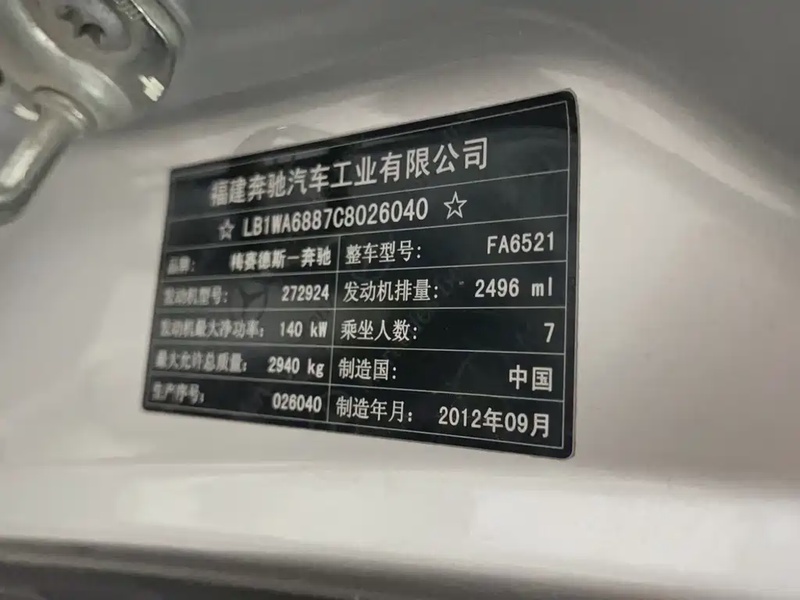 福建奔驰汽车工业有限公司
☆ LB1WA6887C8026040 ☆
品牌: 梅赛德斯一奔驰 整车型号: FA6521
发动机型号: 272924 发动机排量: 2496 ml
发动机最大净功率: 140 kW 乘坐人数: 7
最大允许总质量: 2940 kg 制造国: 中国
生产序号: 026040 制造年月: 2012年09月